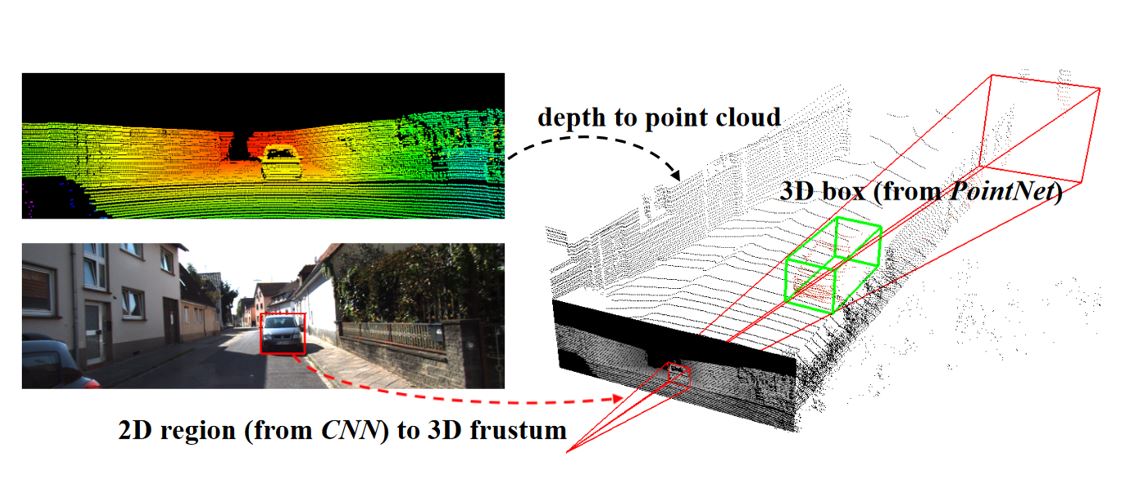 depth to point cloud
3D box (from PointNet)
2D region (from CNN) to 3D frustum